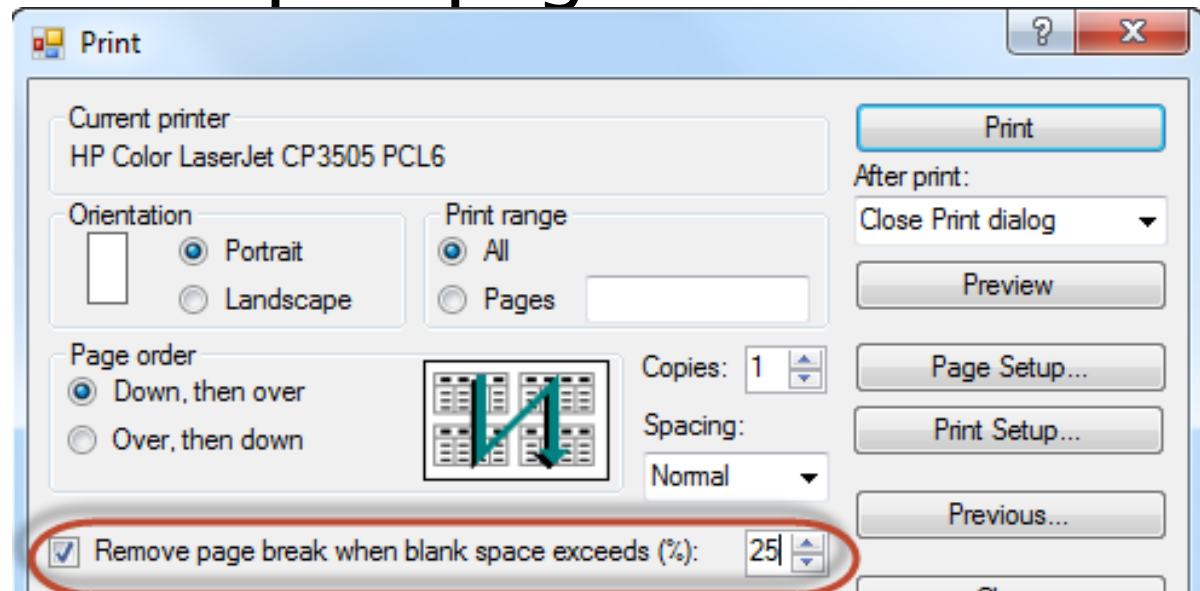 Print
Current printer
HP Color LaserJet CP3505 PCL6
Print
After print:
Close Print dialog
Orientation
Portrait
Landscape
Print range
All
Pages
Preview
Page order
Down, then over
Over, then down
Copies: 1
Spacing:
Normal
Page Setup...
Print Setup...
Previous...
Remove page break when blank space exceeds (%): 25